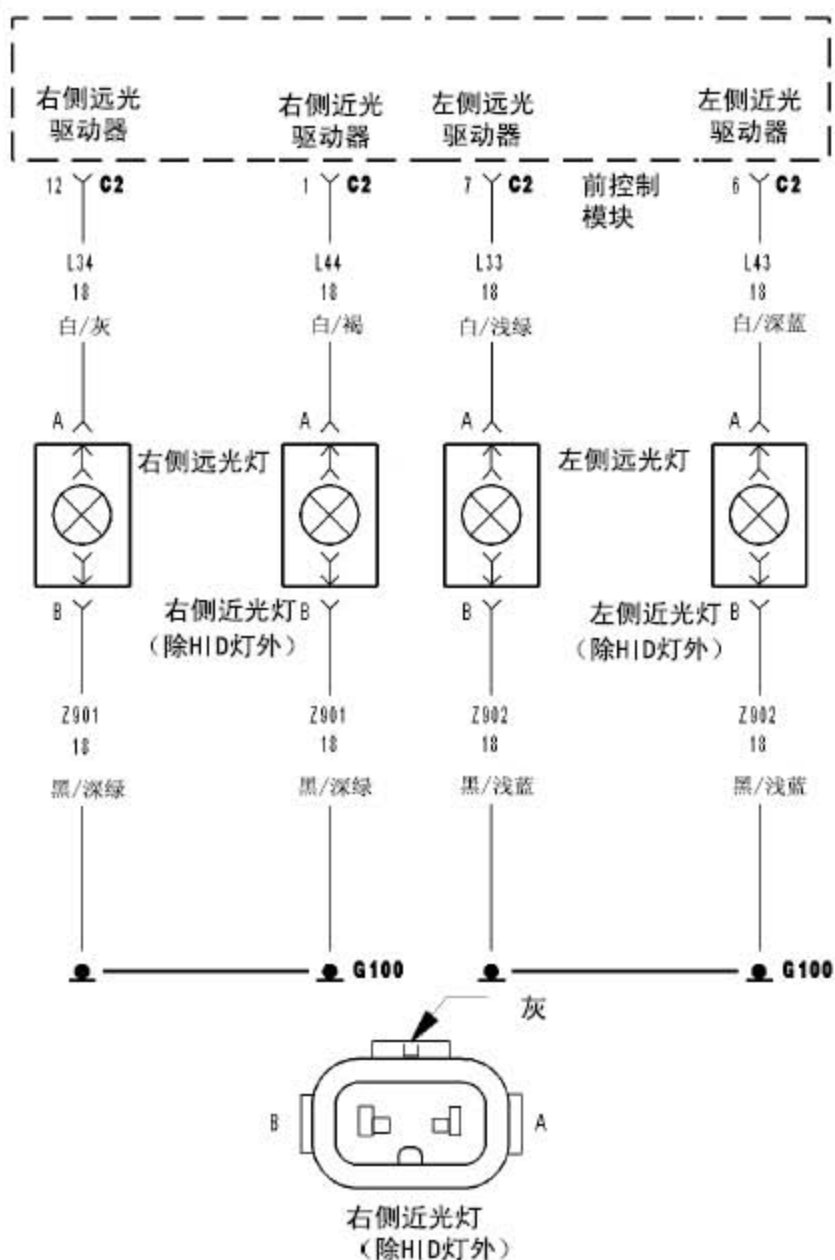 右侧远光
驱动器
右侧近光
驱动器
左侧远光
驱动器
左侧近光
驱动器
12 C2
1 C2
7 C2
前控制
模块
6 C2
L34
18
白/灰
L44
18
白/褐
L33
18
白/浅绿
L43
18
白/深蓝
A
A
A
A
右侧远光灯
左侧远光灯
B
右侧近光灯
（除HID灯外）
B
B
左侧近光灯
（除HID灯外）
B
Z901
18
黑/深绿
Z901
18
黑/深绿
Z902
18
黑/浅蓝
Z902
18
黑/浅蓝
G100
G100
灰
B
A
右侧近光灯
（除HID灯外）